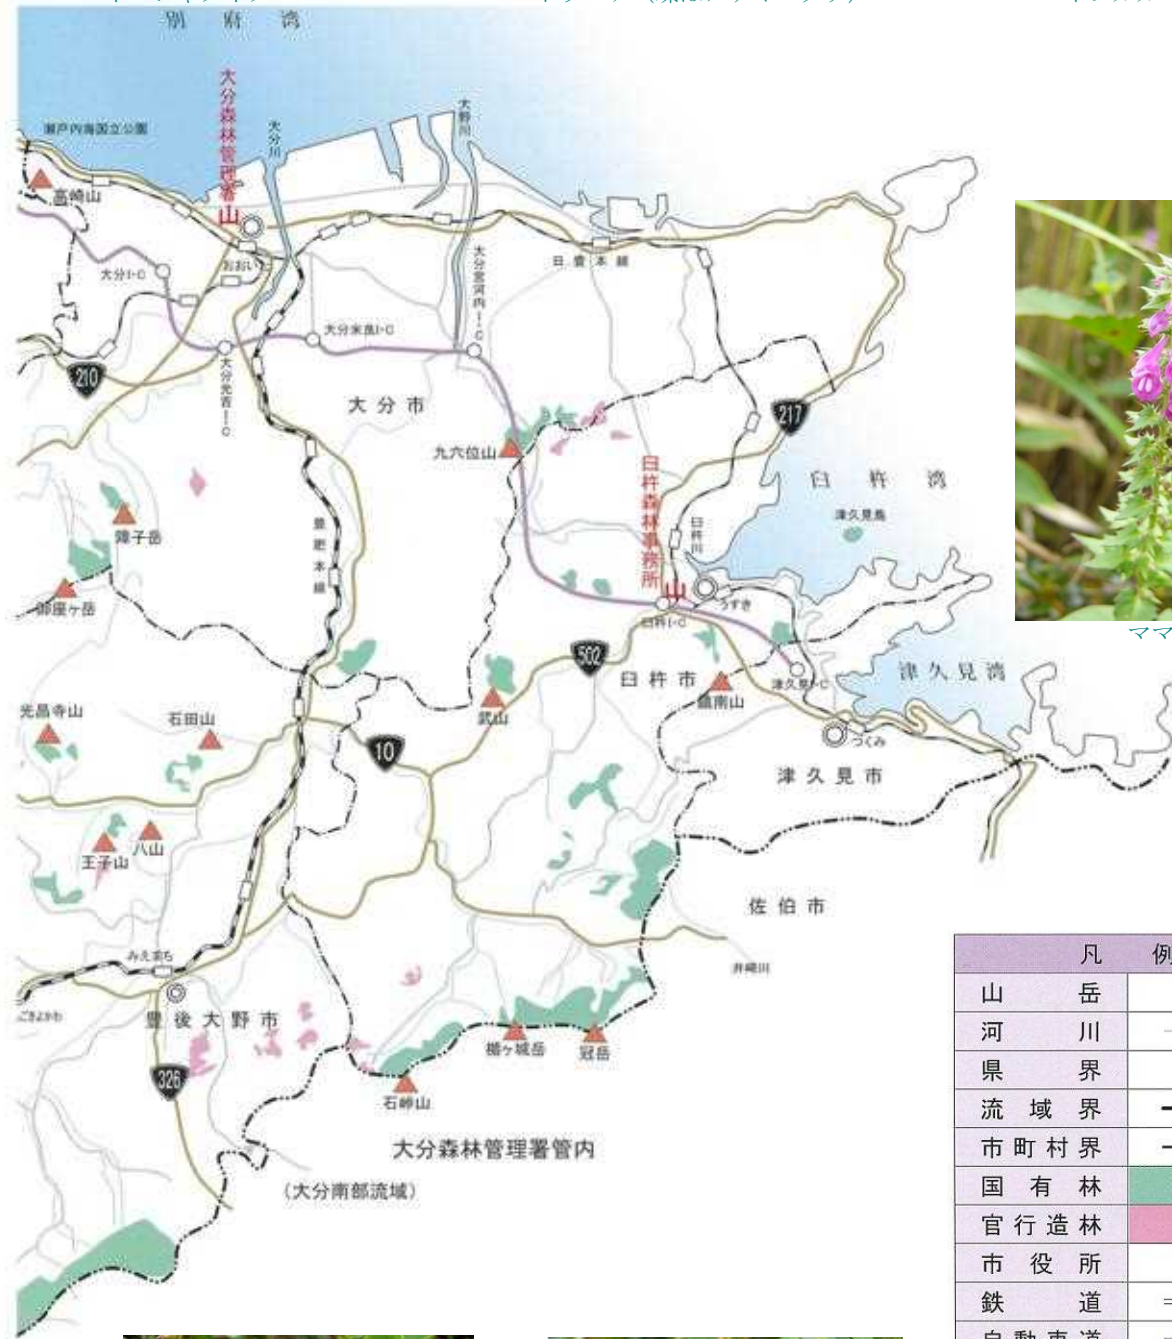 別府湾
大分森林管理署
瀬戸内海国立公園
大分川
大野川
高崎山
おおいた
大分I・C
日豊本線
大分宮河内I・C
大分米良I・C
大分光吉I・C
210
大分市
217
九六位山
臼杵森林事務所
臼杵湾
津久見島
臼杵川
障子岳
豊肥本線
御座ヶ岳
うすき
臼杵I・C
502
臼杵市
津久見湾
津久見I・C
鎮南山
光昌寺山
石田山
武山
10
つくみ
津久見市
王子山
八山
佐伯市
井崎川
みえまち
豊後大野市
楯ヶ城岳
冠岳
326
石峠山
大分森林管理署管内
(大分南部流域)
ママ
凡例
山岳
河川
県界
流域界
市町村界
国有林
官行造林
市役所
鉄道
自動車道